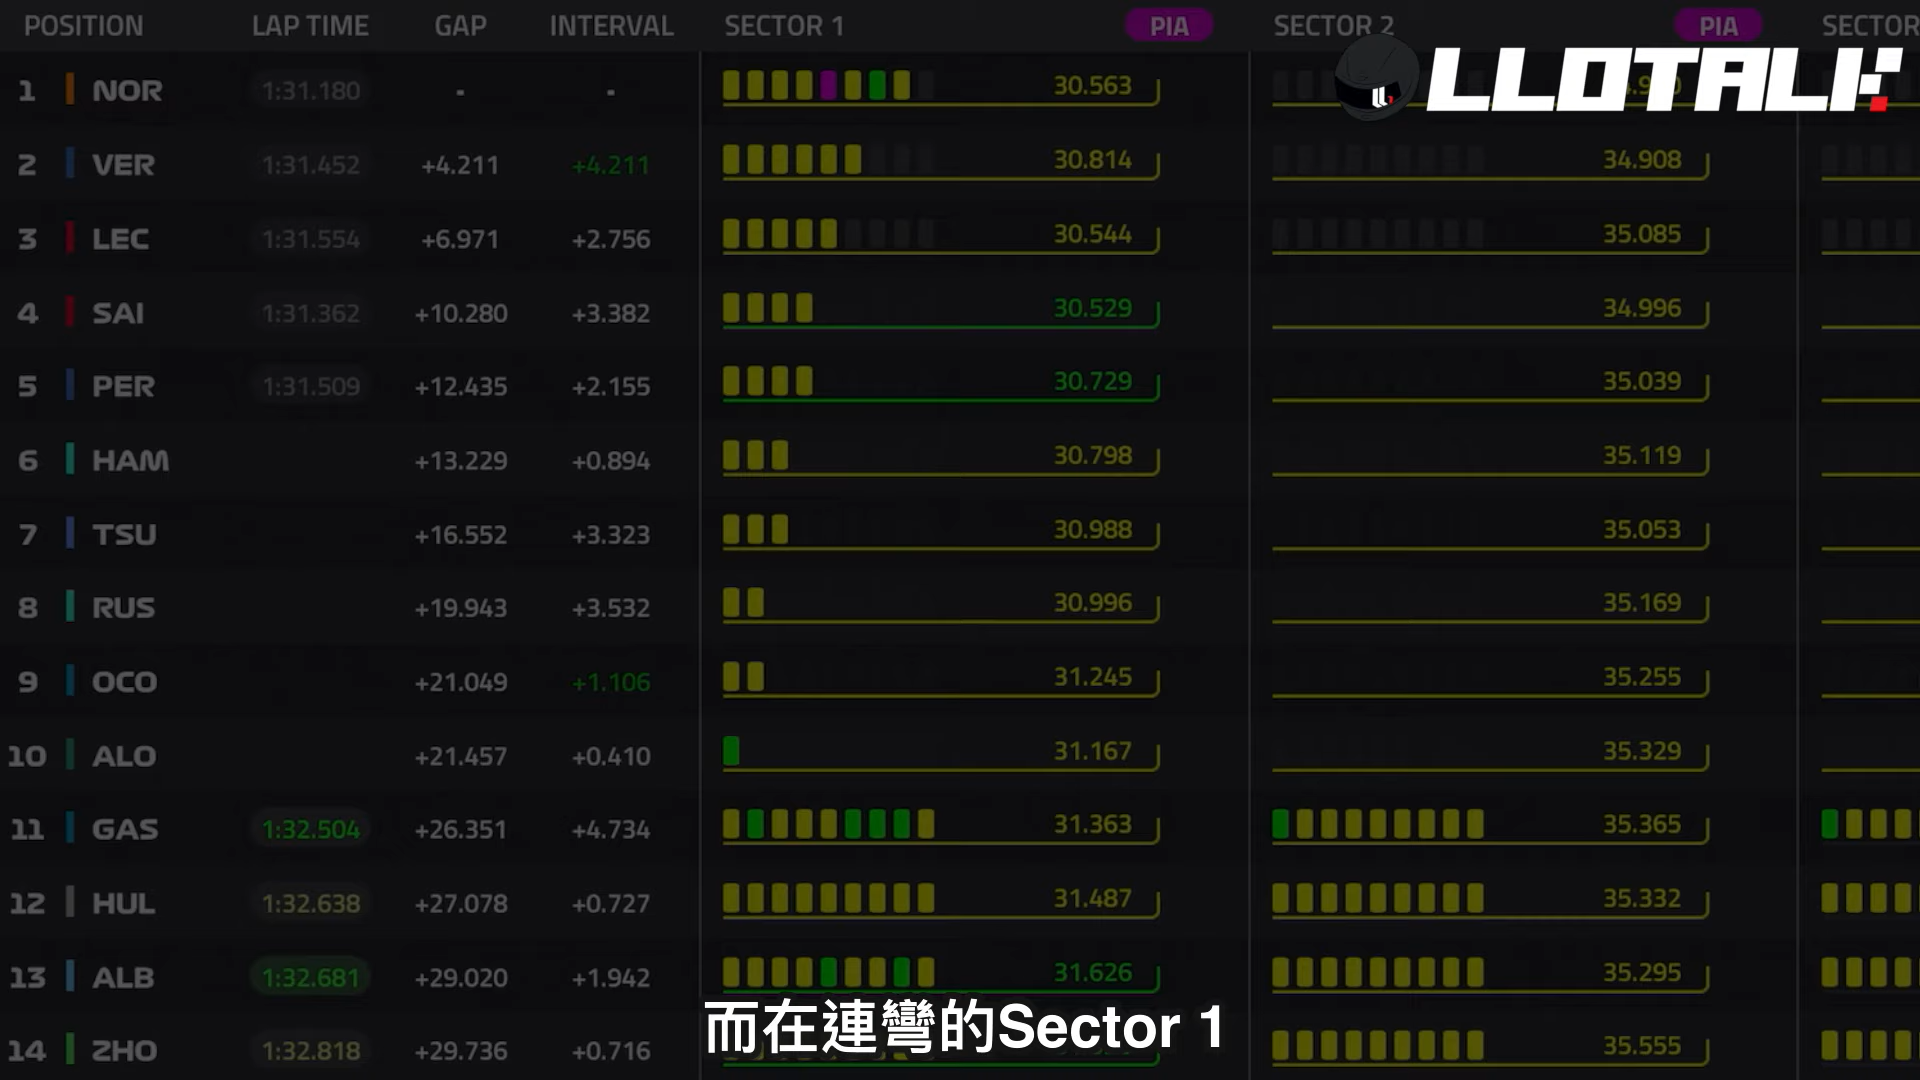 POSITION LAP TIME GAP INTERVAL SECTOR 1 PIA SECTOR 2 PIA SECTOR
LLOTALK
1 NOR 1:31.180 - - 30.563
2 VER 1:31.452 +4.211 +4.211 30.814 34.908
3 LEC 1:31.554 +6.971 +2.756 30.544 35.085
4 SAI 1:31.362 +10.280 +3.382 30.529 34.996
5 PER 1:31.509 +12.435 +2.155 30.729 35.039
6 HAM +13.229 +0.894 30.798 35.119
7 TSU +16.552 +3.323 30.988 35.053
8 RUS +19.943 +3.532 30.996 35.169
9 OCO +21.049 +1.106 31.245 35.255
10 ALO +21.457 +0.410 31.167 35.329
11 GAS 1:32.504 +26.351 +4.734 31.363 35.365
12 HUL 1:32.638 +27.078 +0.727 31.487 35.332
13 ALB 1:32.681 +29.020 +1.942 31.626 35.295
14 ZHO 1:32.818 +29.736 +0.716 35.555
而在連彎的Sector 1